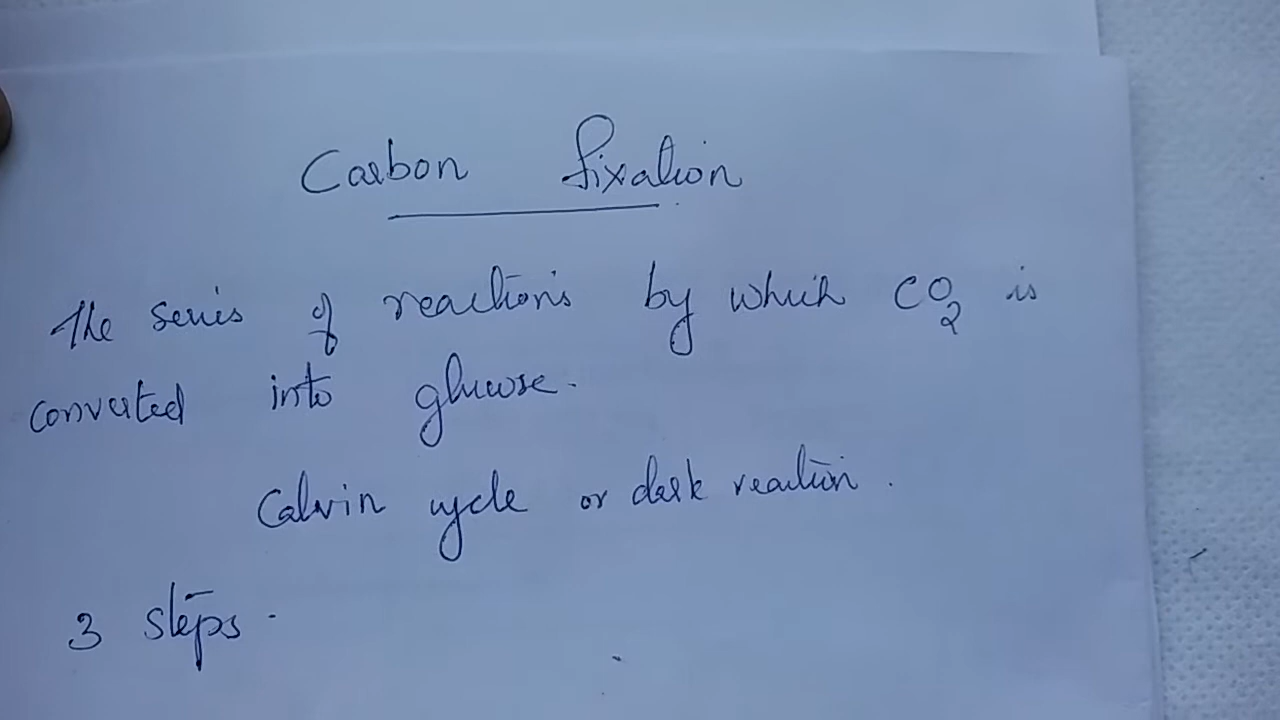 Carbon fixation
The series of reactions by which CO2 is
converted into glucose.
Calvin cycle or dark reaction.
3 steps.